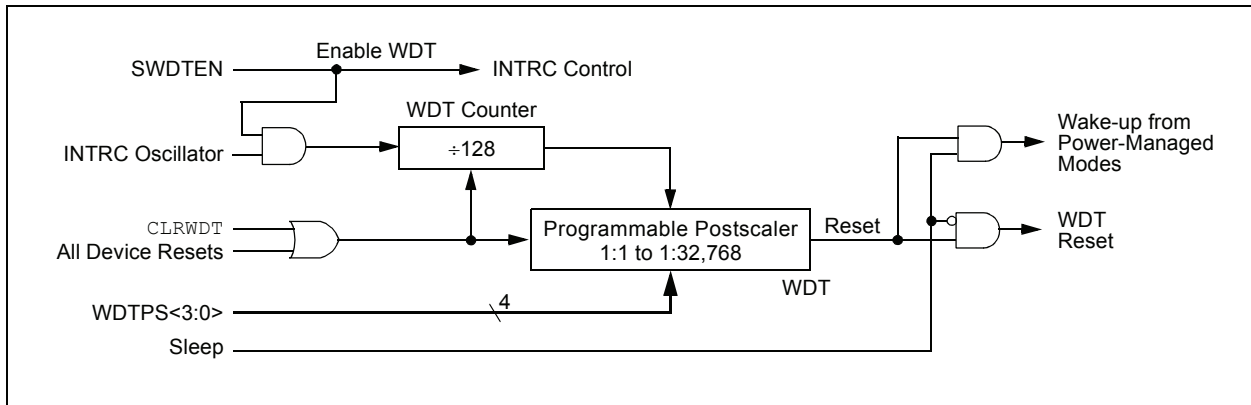 Enable WDT
SWDTEN
INTRC Control
WDT Counter
INTRC Oscillator
÷128
Wake-up from
Power-Managed
Modes
CLRWDT
All Device Resets
Programmable Postscaler
1:1 to 1:32,768
Reset
WDT
Reset
WDT
WDTPS<3:0>
4
Sleep